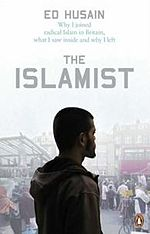 ED HUSAIN
Why I joined
radical Islam in Britain,
what I saw inside and why I left
THE
ISLAMIST